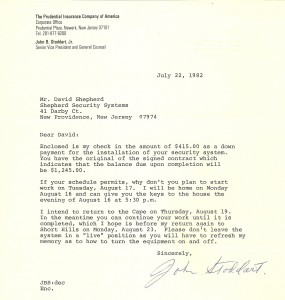 The Prudential Insurance Company of America
Corporate Office
Prudential Plaza, Newark, New Jersey 07101
Tel. 201 877-6200
John B. Stoddart, Jr.
Senior Vice President and General Counsel
July 22, 1982
Mr. David Shepherd
Shepherd Security Systems
41 Darby Ct.
New Providence, New Jersey 07974
Dear David:
Enclosed is my check in the amount of $415.00 as a down
payment for the installation of your security system.
You have the original of the signed contract which
indicates that the balance due upon completion will
be $1,245.00.
If your schedule permits, why don't you plan to start
work on Tuesday, August 17. I will be home on Monday
August 16 and can give you the keys to the house
the evening of August 16 at 5:30 p.m.
I intend to return to the Cape on Thursday, August 19.
In the meantime you can continue your work until it is
completed, which I hope is before my return again to
Short Hills on Monday, August 23. Please don't leave the
system in a "live" position as you will have to refresh my
memory as to how to turn the equipment on and off.
Sincerely,
John Stoddart.
JBS:
Enc.